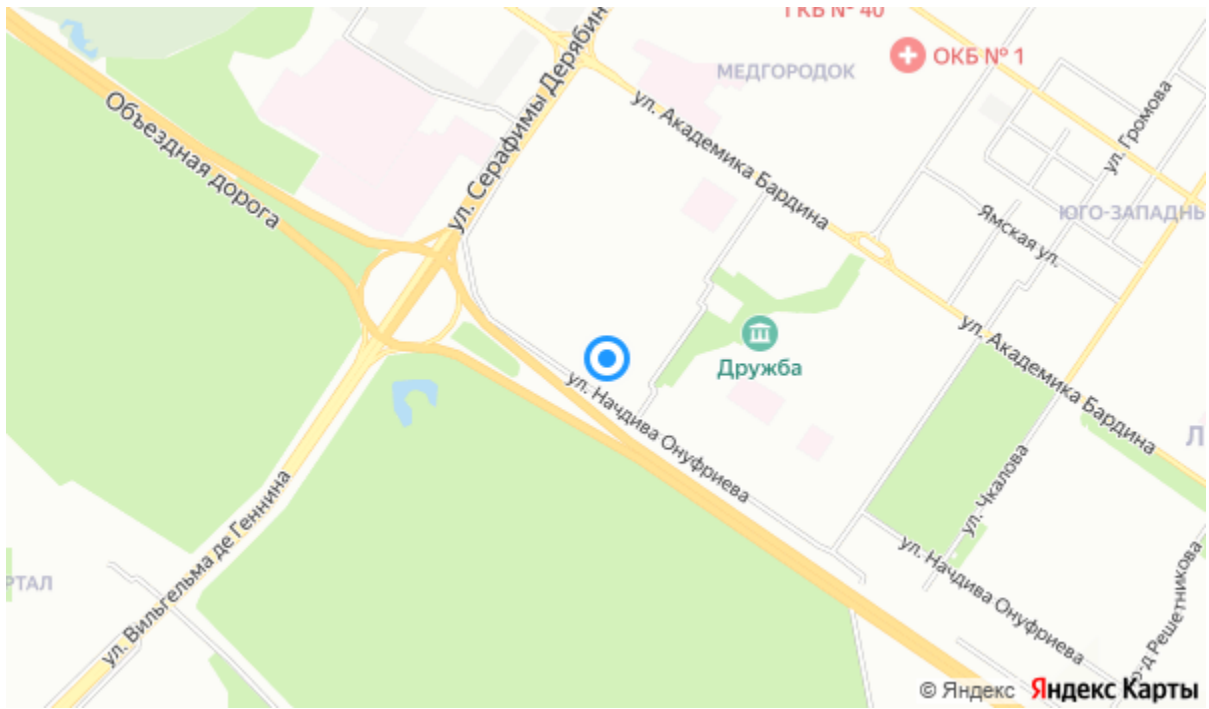 ГКБ № 40
ОКБ № 1
МЕДГОРОДОК
ул. Серафимы Дерябин
ул. Академика Бардина
ул. Громова
Объездная дорога
Ямская ул.
ЮГО-ЗАПАДНЫ
Дружба
ул. Академика Бардина
ул. Начдива Онуфриева
Л
ул. Чкалова
ул. Вильгельма де Геннина
ул. Начдива Онуфриева
РТАЛ
р-д Решетникова
© Яндекс Яндекс Карты